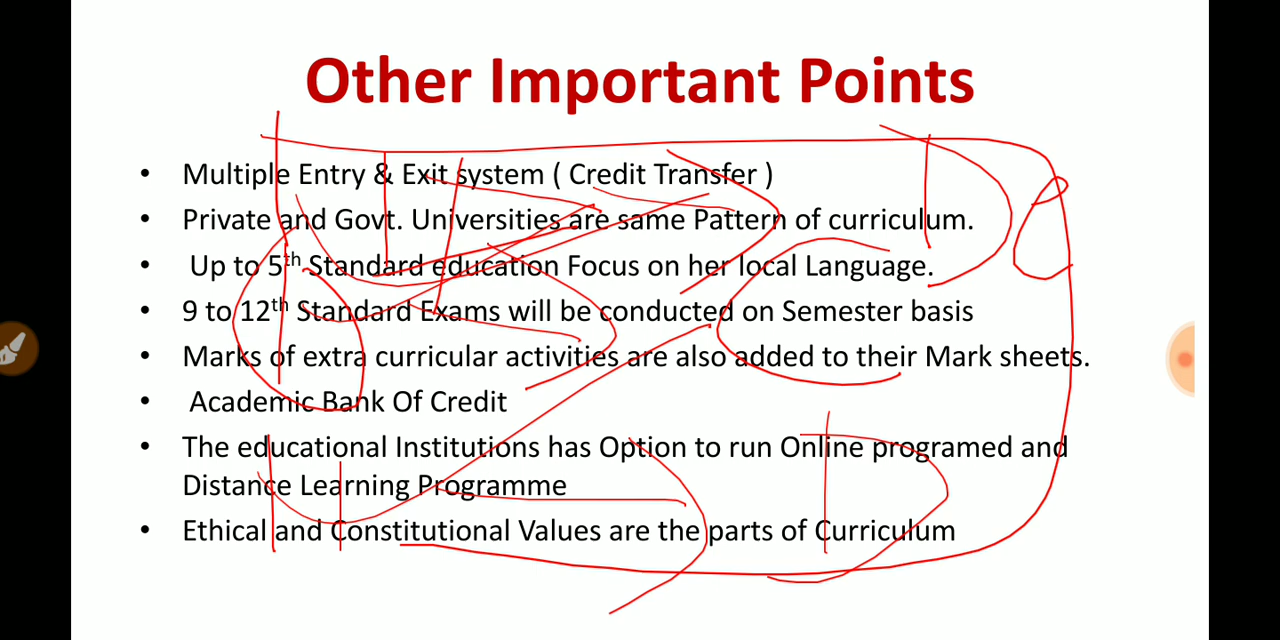 Other Important Points
• Multiple Entry & Exit system ( Credit Transfer )
• Private and Govt. Universities are same Pattern of curriculum.
• Up to 5th Standard education Focus on her local Language.
• 9 to 12th Standard Exams will be conducted on Semester basis
• Marks of extra curricular activities are also added to their Mark sheets.
• Academic Bank Of Credit
• The educational Institutions has Option to run Online programed and
Distance Learning Programme
• Ethical and Constitutional Values are the parts of Curriculum